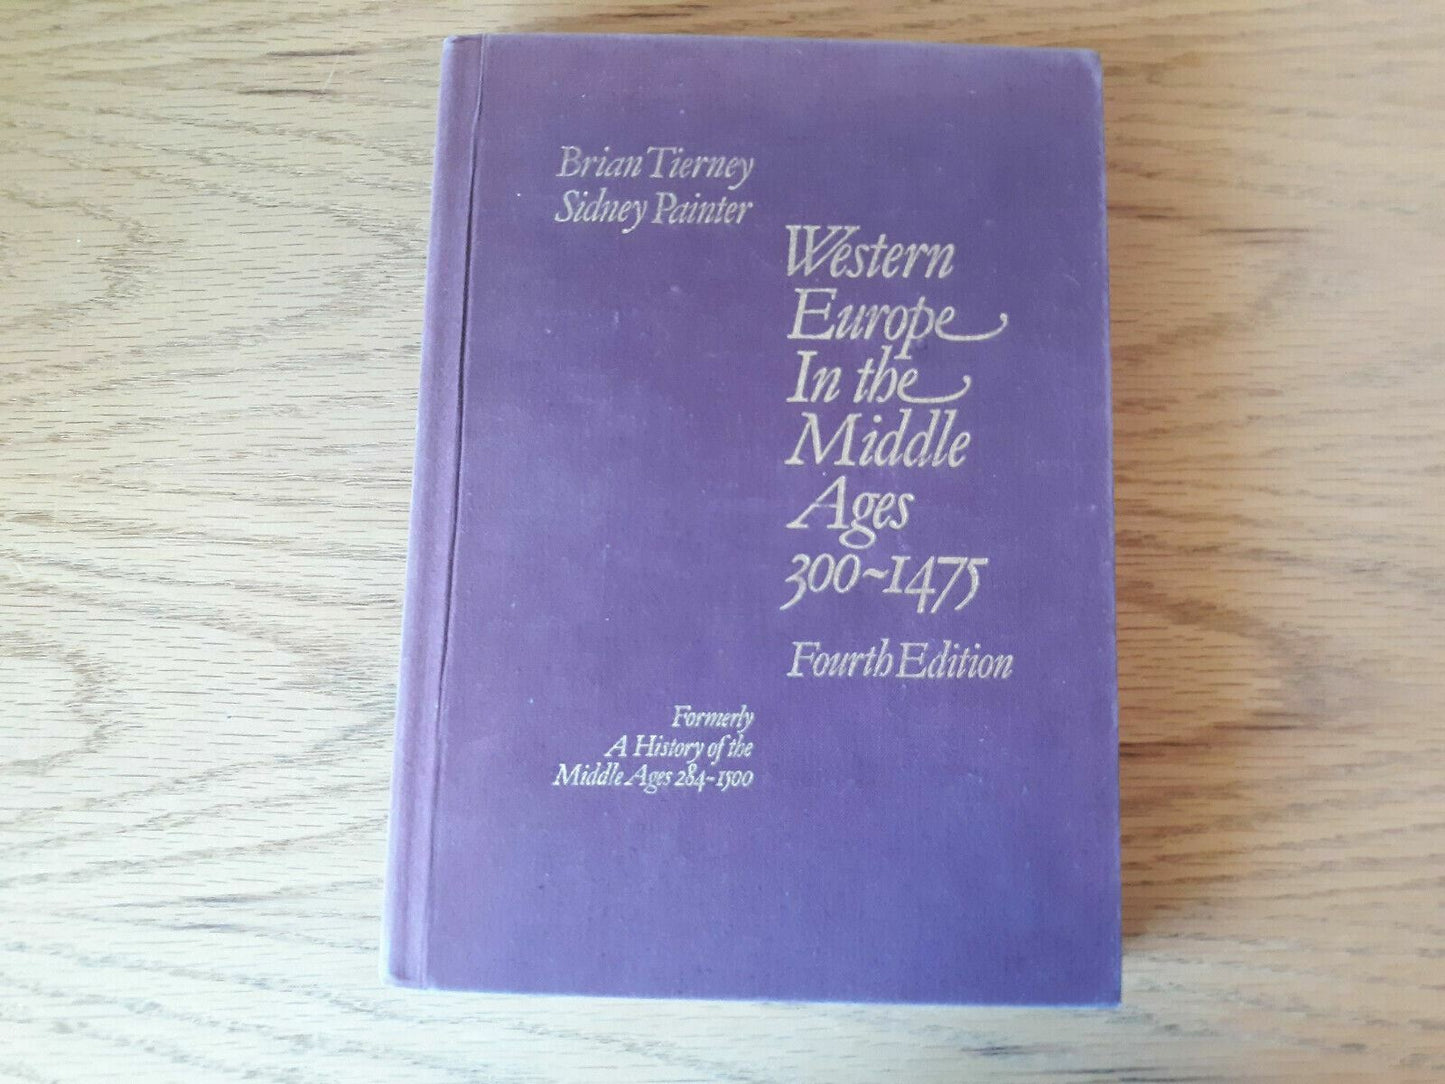 Brian Tierney
Sidney Painter
Western
Europe
In the
Middle
Ages
300~1475
Fourth Edition
Formerly
A History of the
Middle Ages 284-1500